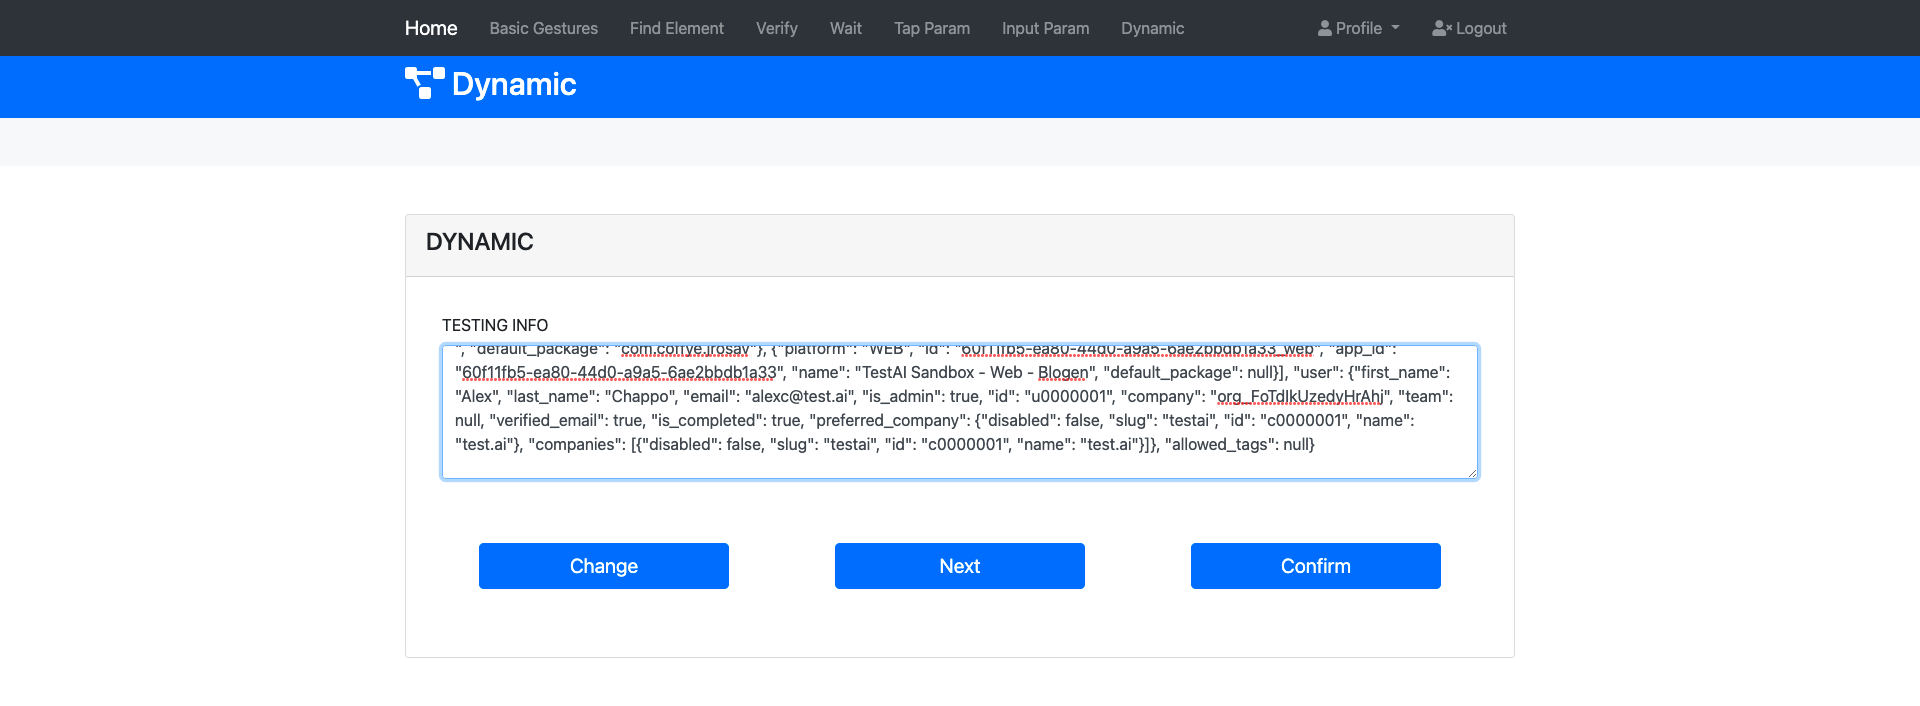 Home Basic Gestures Find Element Verify Wait Tap Param Input Param Dynamic Profile Logout
Dynamic
DYNAMIC
TESTING INFO
", "default_package": "com.coffye.jrosav"}, {"platform": "WEB", "id": "60f11fb5-ea80-44d0-a9a5-6ae2bbdb1a33_web", "app_id":
"60f11fb5-ea80-44d0-a9a5-6ae2bbdb1a33", "name": "TestAI Sandbox - Web - Blogen", "default_package": null}], "user": {"first_name":
"Alex", "last_name": "Chappo", "email": "alexc@test.ai", "is_admin": true, "id": "u0000001", "company": "org_FoTdIkUzedyHrAhi", "team":
null, "verified_email": true, "is_completed": true, "preferred_company": {"disabled": false, "slug": "testai", "id": "c0000001", "name":
"test.ai"}, "companies": [{"disabled": false, "slug": "testai", "id": "c0000001", "name": "test.ai"}]}, "allowed_tags": null}
Change Next Confirm